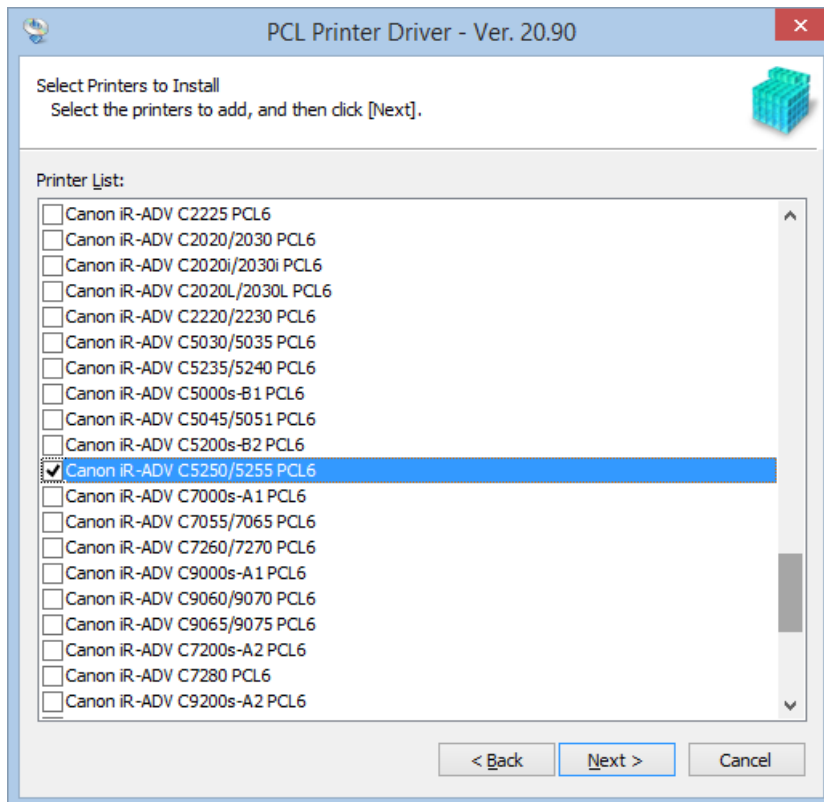 PCL Printer Driver - Ver. 20.90
Select Printers to Install
Select the printers to add, and then click [Next].
Printer List:
Canon iR-ADV C2225 PCL6
Canon iR-ADV C2020/2030 PCL6
Canon iR-ADV C2020i/2030i PCL6
Canon iR-ADV C2020L/2030L PCL6
Canon iR-ADV C2220/2230 PCL6
Canon iR-ADV C5030/5035 PCL6
Canon iR-ADV C5235/5240 PCL6
Canon iR-ADV C5000s-B1 PCL6
Canon iR-ADV C5045/5051 PCL6
Canon iR-ADV C5200s-B2 PCL6
Canon iR-ADV C5250/5255 PCL6
Canon iR-ADV C7000s-A1 PCL6
Canon iR-ADV C7055/7065 PCL6
Canon iR-ADV C7260/7270 PCL6
Canon iR-ADV C9000s-A1 PCL6
Canon iR-ADV C9060/9070 PCL6
Canon iR-ADV C9065/9075 PCL6
Canon iR-ADV C7200s-A2 PCL6
Canon iR-ADV C7280 PCL6
Canon iR-ADV C9200s-A2 PCL6
< Back Next > Cancel